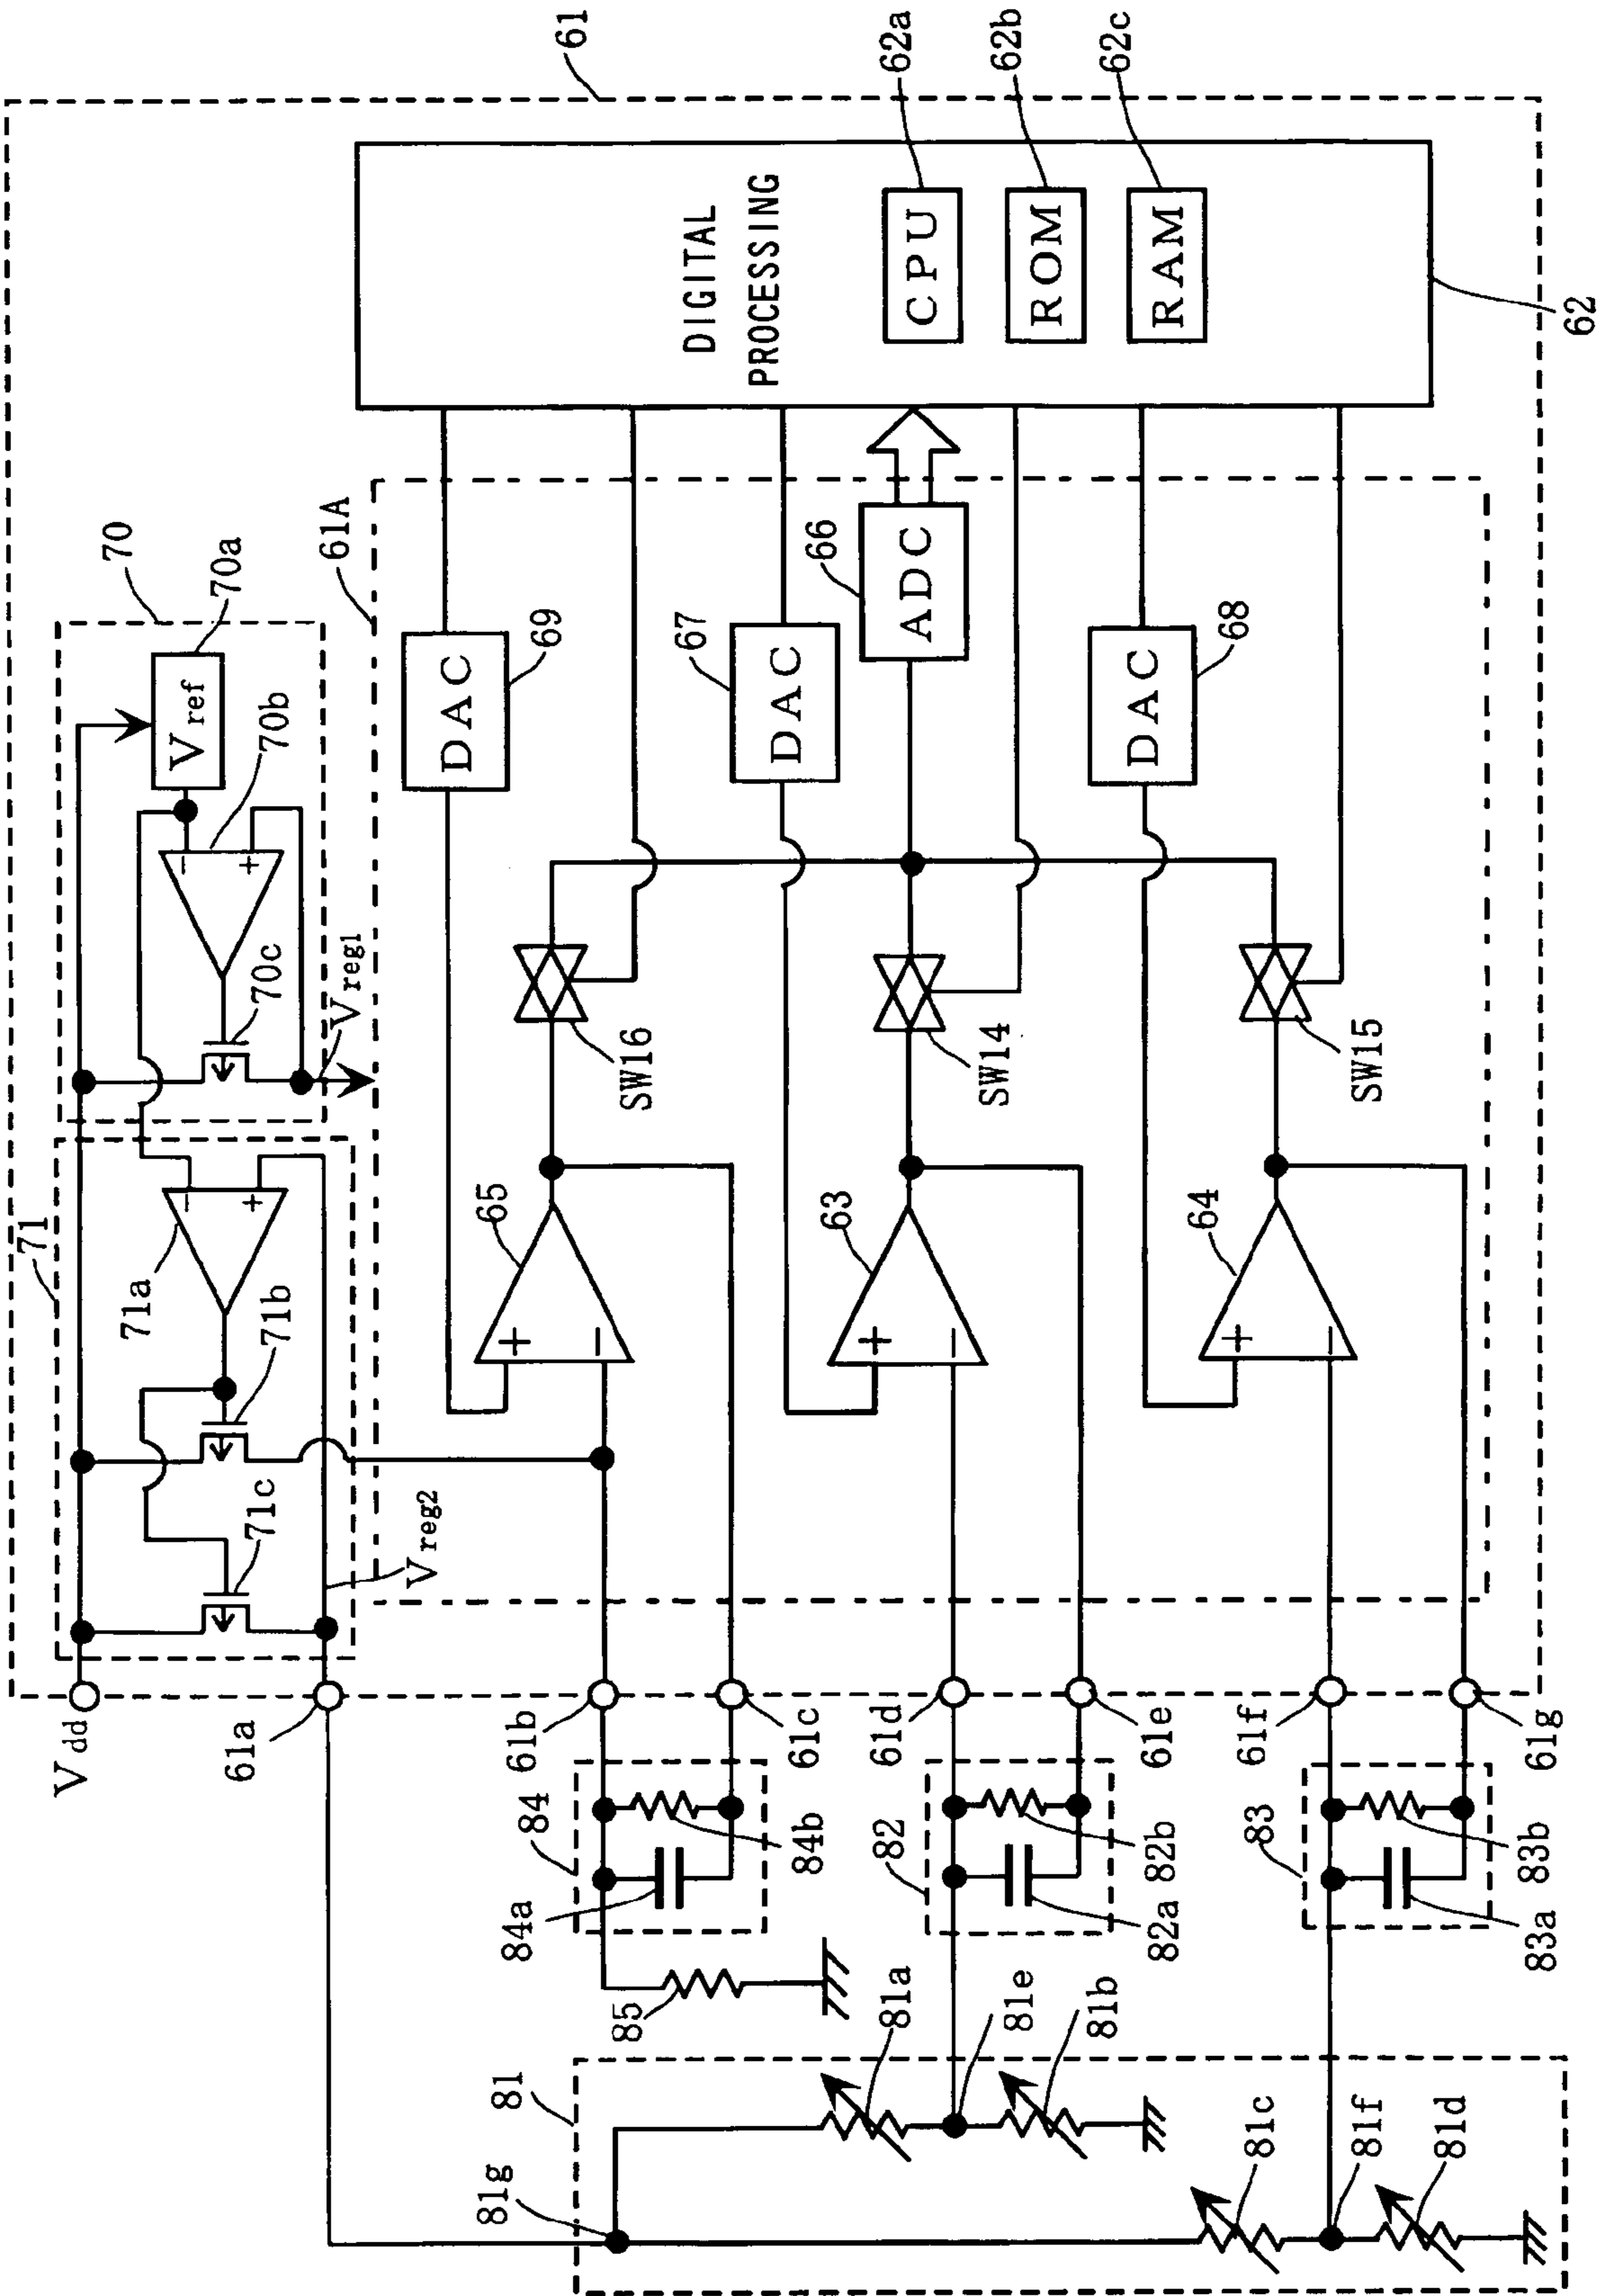 61
62a
62b
62c
DIGITAL
PROCESSING
CPU
ROM
RAM
62
70
70a
Vref
70b
−
+
70c
Vreg1
61A
DAC
69
DAC
67
66
ADC
DAC
68
SW16
SW14
SW15
71
71a
−
+
71b
71c
Vreg2
65
+
−
63
+
−
64
+
−
Vdd
61a
61b
61c
61d
61e
61f
61g
84
84a
84b
82
82a
82b
83
83a
83b
85
81
81a
81e
81b
81g
81c
81f
81d